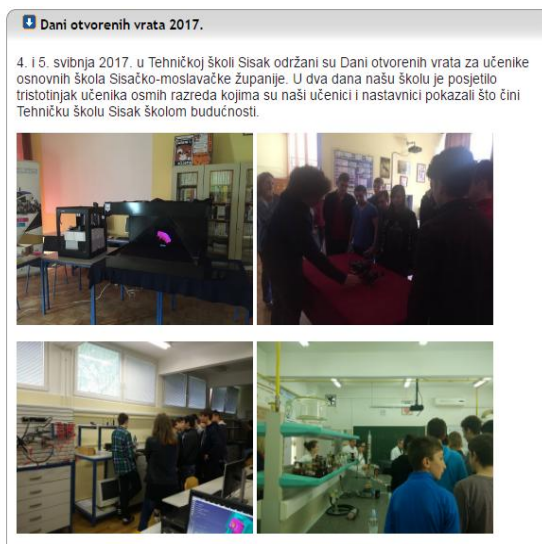 Dani otvorenih vrata 2017.
4. i 5. svibnja 2017. u Tehničkoj školi Sisak održani su Dani otvorenih vrata za učenike
osnovnih škola Sisačko-moslavačke županije. U dva dana našu školu je posjetilo
tristotinjak učenika osmih razreda kojima su naši učenici i nastavnici pokazali što čini
Tehničku školu Sisak školom budućnosti.